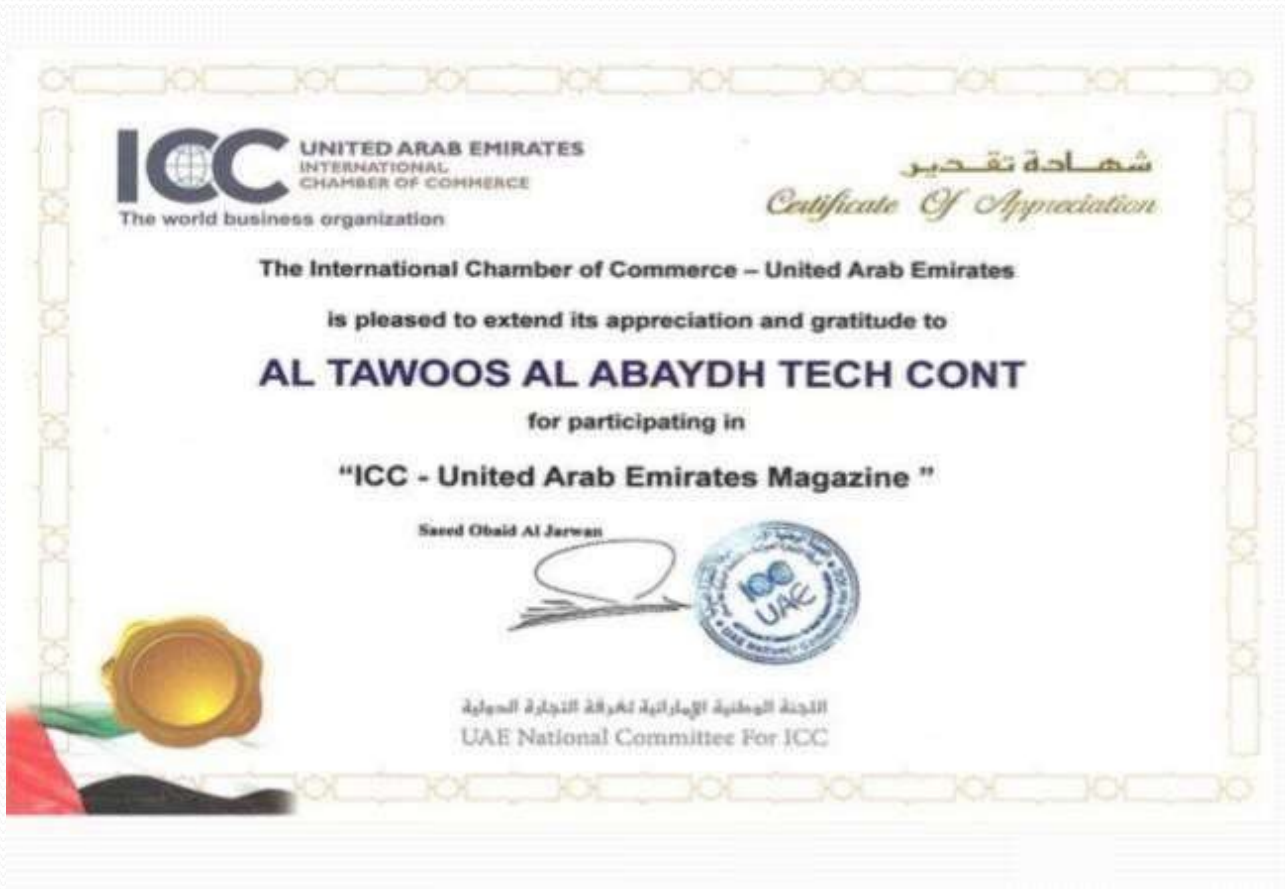 ICC
UNITED ARAB EMIRATES
INTERNATIONAL
CHAMBER OF COMMERCE
The world business organization
شهادة تقدير
Certificate Of Appreciation
The International Chamber of Commerce – United Arab Emirates
is pleased to extend its appreciation and gratitude to
AL TAWOOS AL ABAYDH TECH CONT
for participating in
“ICC - United Arab Emirates Magazine ”
Saeed Obaid Al Jarwan
ICC
UAE
اللجنة الوطنية الإماراتية لغرفة التجارة الدولية
UAE National Committee For ICC